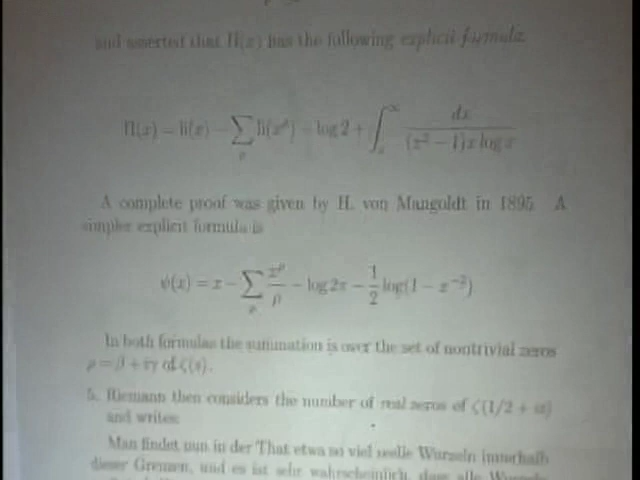 and asserted that Π(x) has the following explicit formula
Π(x) = li(x) − ∑_ρ li(x^ρ) − log 2 + ∫_x^∞ dx / ((x² − 1)x log x)
A complete proof was given by H. von Mangoldt in 1895. A
simpler explicit formula is
ψ(x) = x − ∑_ρ x^ρ/ρ − log 2π − 1/2 log(1 − x^{−2})
In both formulas the summation is over the set of nontrivial zeros
ρ = β + iγ of ζ(s).
5. Riemann then considers the number of real zeros of ζ(1/2 + it)
and writes:
Man findet nun in der That etwa so viel reelle Wurzeln innerhalb
dieser Grenzen, und es ist sehr wahrscheinlich, dass alle Wurzeln